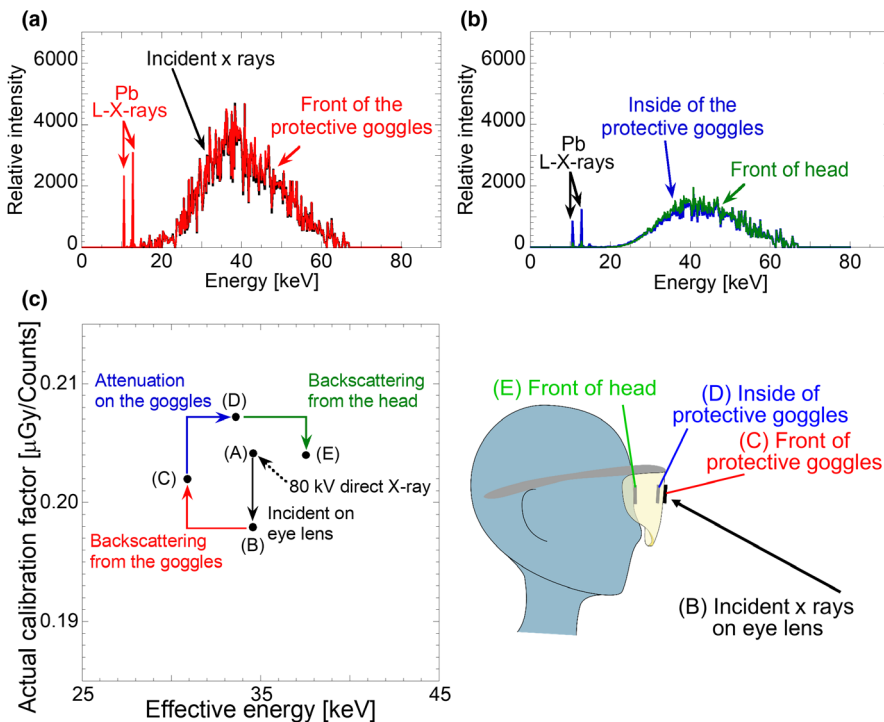 (a)
Relative intensity
6000
4000
2000
0
Incident x rays
Pb
L-X-rays
Front of the
protective goggles
0 20 40 60 80
Energy [keV]
(b)
Relative intensity
6000
4000
2000
0
Inside of the
protective goggles
Pb
L-X-rays
Front of head
0 20 40 60 80
Energy [keV]
(c)
Actual calibration factor [μGy/Counts]
0.21
0.20
0.19
Attenuation
on the goggles
(D)
Backscattering
from the head
(A)
(E)
(C)
80 kV direct X-ray
Incident on
eye lens
(B)
Backscattering
from the goggles
25 35 45
Effective energy [keV]
(E) Front of head
(D) Inside of
protective goggles
(C) Front of
protective goggles
(B) Incident x rays
on eye lens